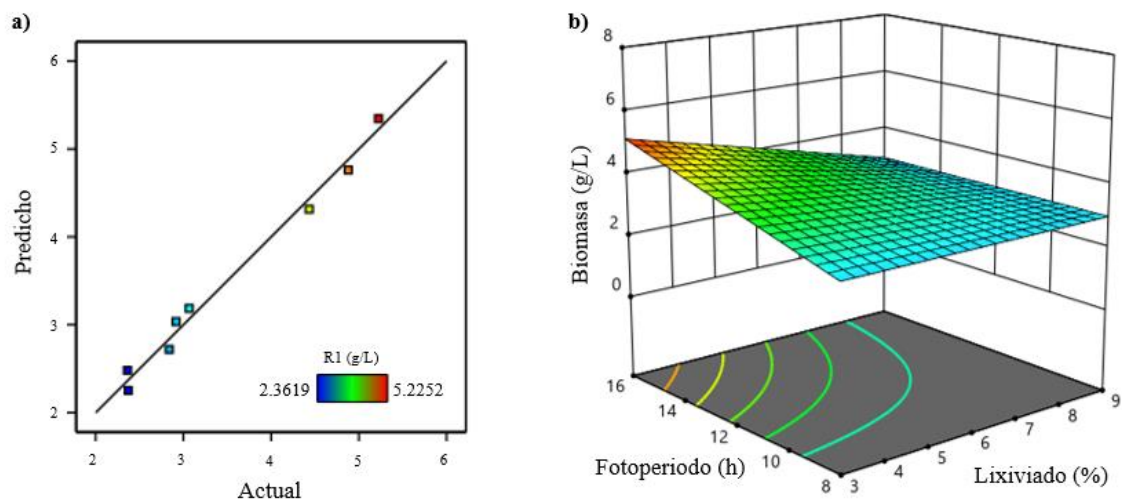 a)
6
5
4
3
2
Predicho
R1 (g/L)
2.3619 5.2252
2 3 4 5 6
Actual
b)
8
6
4
2
0
Biomasa (g/L)
16
14
12
10
8
Fotoperiodo (h)
3
4
5
6
7
8
9
Lixiviado (%)